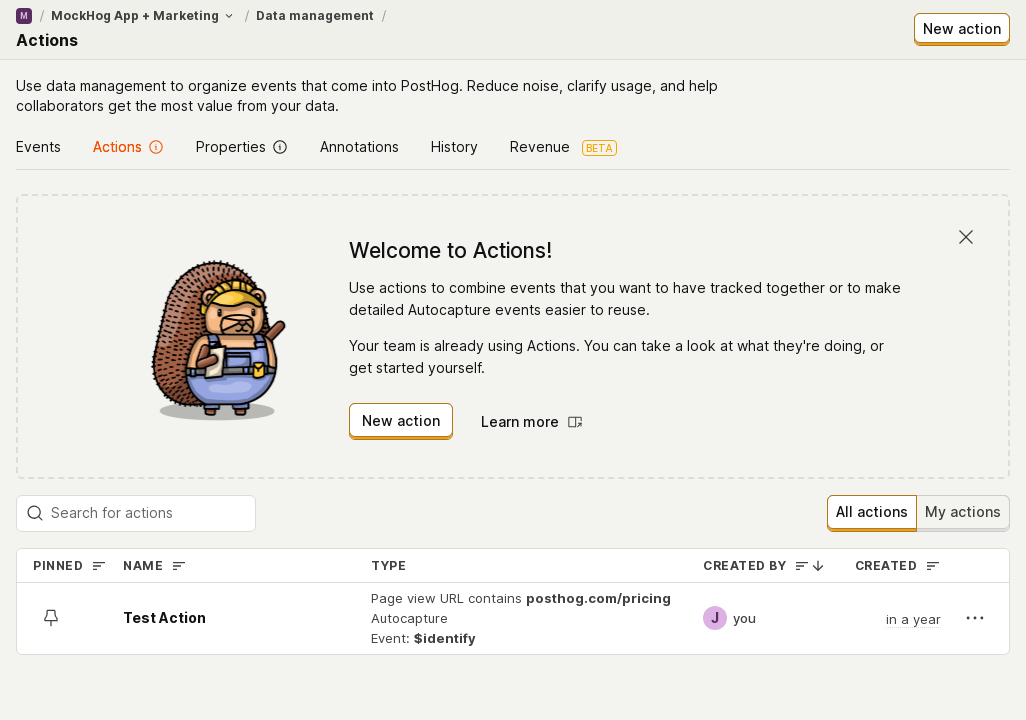 M / MockHog App + Marketing / Data management /
Actions
New action
Use data management to organize events that come into PostHog. Reduce noise, clarify usage, and help
collaborators get the most value from your data.
Events Actions Properties Annotations History Revenue BETA
Welcome to Actions!
Use actions to combine events that you want to have tracked together or to make
detailed Autocapture events easier to reuse.
Your team is already using Actions. You can take a look at what they're doing, or
get started yourself.
New action Learn more
Search for actions
All actions My actions
PINNED NAME TYPE CREATED BY CREATED
Test Action
Page view URL contains posthog.com/pricing
Autocapture
Event: $identify
J you
in a year